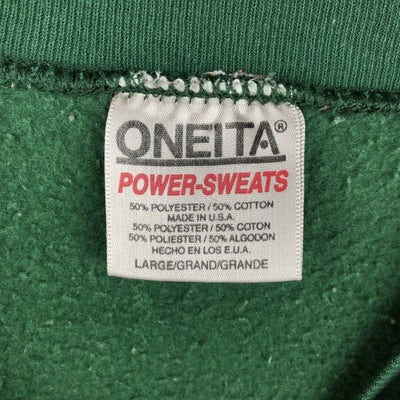 ONEITA®
POWER-SWEATS
50% POLYESTER / 50% COTTON
MADE IN U.S.A.
50% POLYESTER / 50% COTON
50% POLIESTER / 50% ALGODON
HECHO EN LOS E.U.A.
LARGE/GRAND/GRANDE